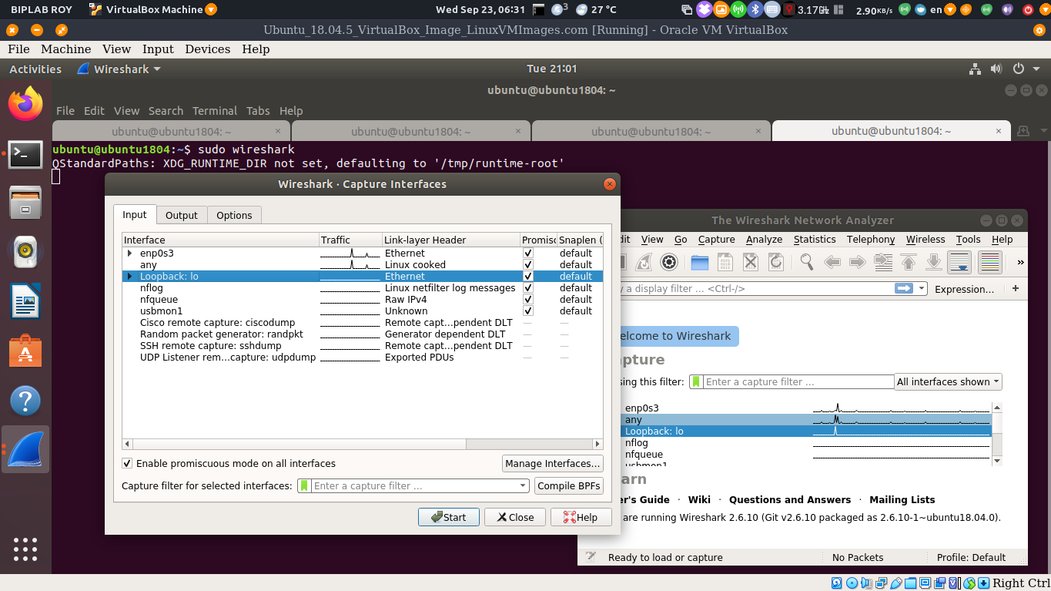 BIPLAB ROY VirtualBox Machine Wed Sep 23, 06:31 3 27 °C 3.17GHz 2.90KB/s en
Ubuntu_18.04.5_VirtualBox_Image_LinuxVMImages.com [Running] - Oracle VM VirtualBox
File Machine View Input Devices Help
Activities Wireshark Tue 21:01
ubuntu@ubuntu1804: ~
File Edit View Search Terminal Tabs Help
ubuntu@ubuntu1804: ~ × ubuntu@ubuntu1804: ~ × ubuntu@ubuntu1804: ~ × ubuntu@ubuntu1804: ~ ×
ubuntu@ubuntu1804:~$ sudo wireshark
QStandardPaths: XDG_RUNTIME_DIR not set, defaulting to '/tmp/runtime-root'
Wireshark · Capture Interfaces
Input Output Options
Interface Traffic Link-layer Header Promisc Snaplen (
enp0s3 Ethernet default
any Linux cooked default
Loopback: lo Ethernet default
nflog Linux netfilter log messages default
nfqueue Raw IPv4 default
usbmon1 Unknown default
Cisco remote capture: ciscodump Remote capt...pendent DLT — —
Random packet generator: randpkt Generator dependent DLT — —
SSH remote capture: sshdump Remote capt...pendent DLT — —
UDP Listener rem...capture: udpdump Exported PDUs — —
Enable promiscuous mode on all interfaces
Manage Interfaces...
Capture filter for selected interfaces: Enter a capture filter ... Compile BPFs
Start Close Help
The Wireshark Network Analyzer
dit View Go Capture Analyze Statistics Telephony Wireless Tools Help
»
y a display filter ... <Ctrl-/> Expression... +
elcome to Wireshark
pture
sing this filter: Enter a capture filter ... All interfaces shown
enp0s3
any
Loopback: lo
nflog
nfqueue
usbmon1
arn
er's Guide · Wiki · Questions and Answers · Mailing Lists
are running Wireshark 2.6.10 (Git v2.6.10 packaged as 2.6.10-1~ubuntu18.04.0).
Ready to load or capture No Packets Profile: Default
Right Ctrl